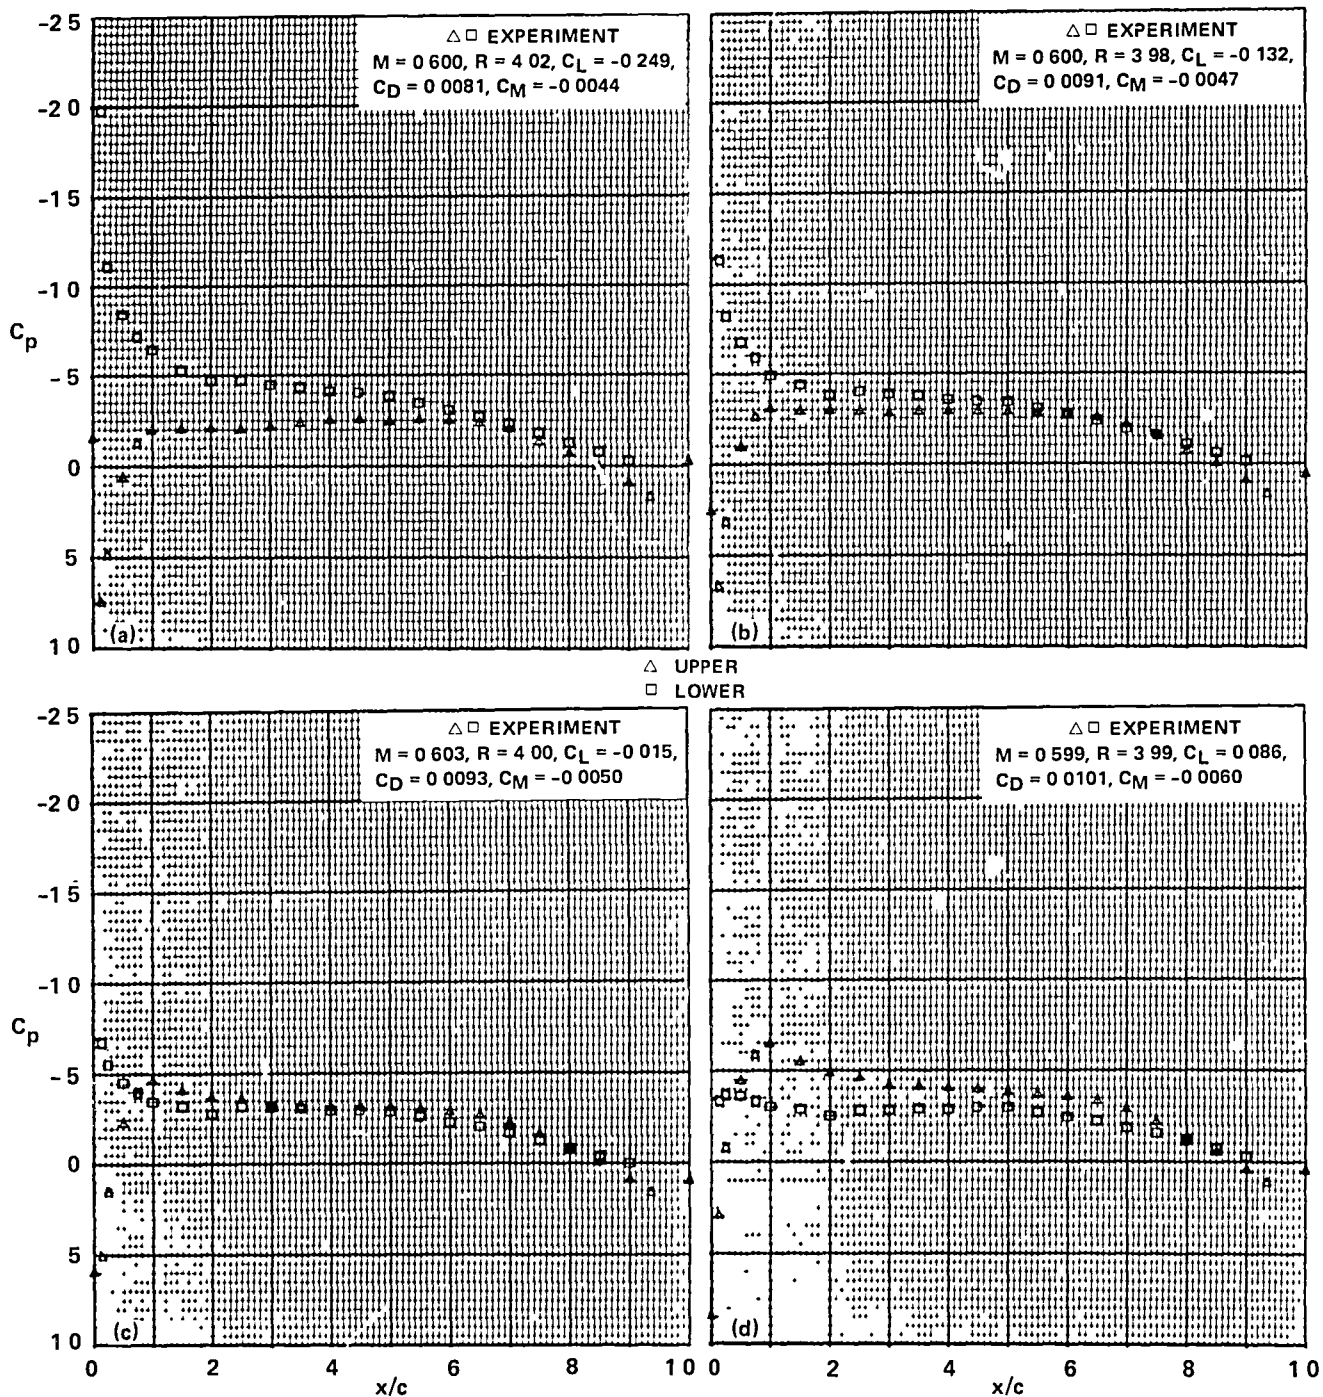 △ □ EXPERIMENT
M = 0 600, R = 4 02, CL = -0 249,
CD = 0 0081, CM = -0 0044
-2 5
-2 0
-1 5
-1 0
- 5
0
5
1 0
Cp
(a)
△ □ EXPERIMENT
M = 0 600, R = 3 98, CL = -0 132,
CD = 0 0091, CM = -0 0047
(b)
△ UPPER
□ LOWER
△ □ EXPERIMENT
M = 0 603, R = 4 00, CL = -0 015,
CD = 0 0093, CM = -0 0050
-2 5
-2 0
-1 5
-1 0
- 5
0
5
1 0
Cp
(c)
0 2 4 6 8 1 0
x/c
△ □ EXPERIMENT
M = 0 599, R = 3 99, CL = 0 086,
CD = 0 0101, CM = -0 0060
(d)
0 2 4 6 8 1 0
x/c